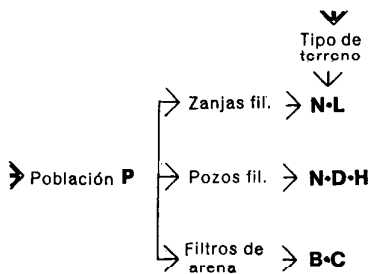 Tipo de
terreno
Zanjas fil. N•L
Población P Pozos fil. N•D•H
Filtros de
arena B•C